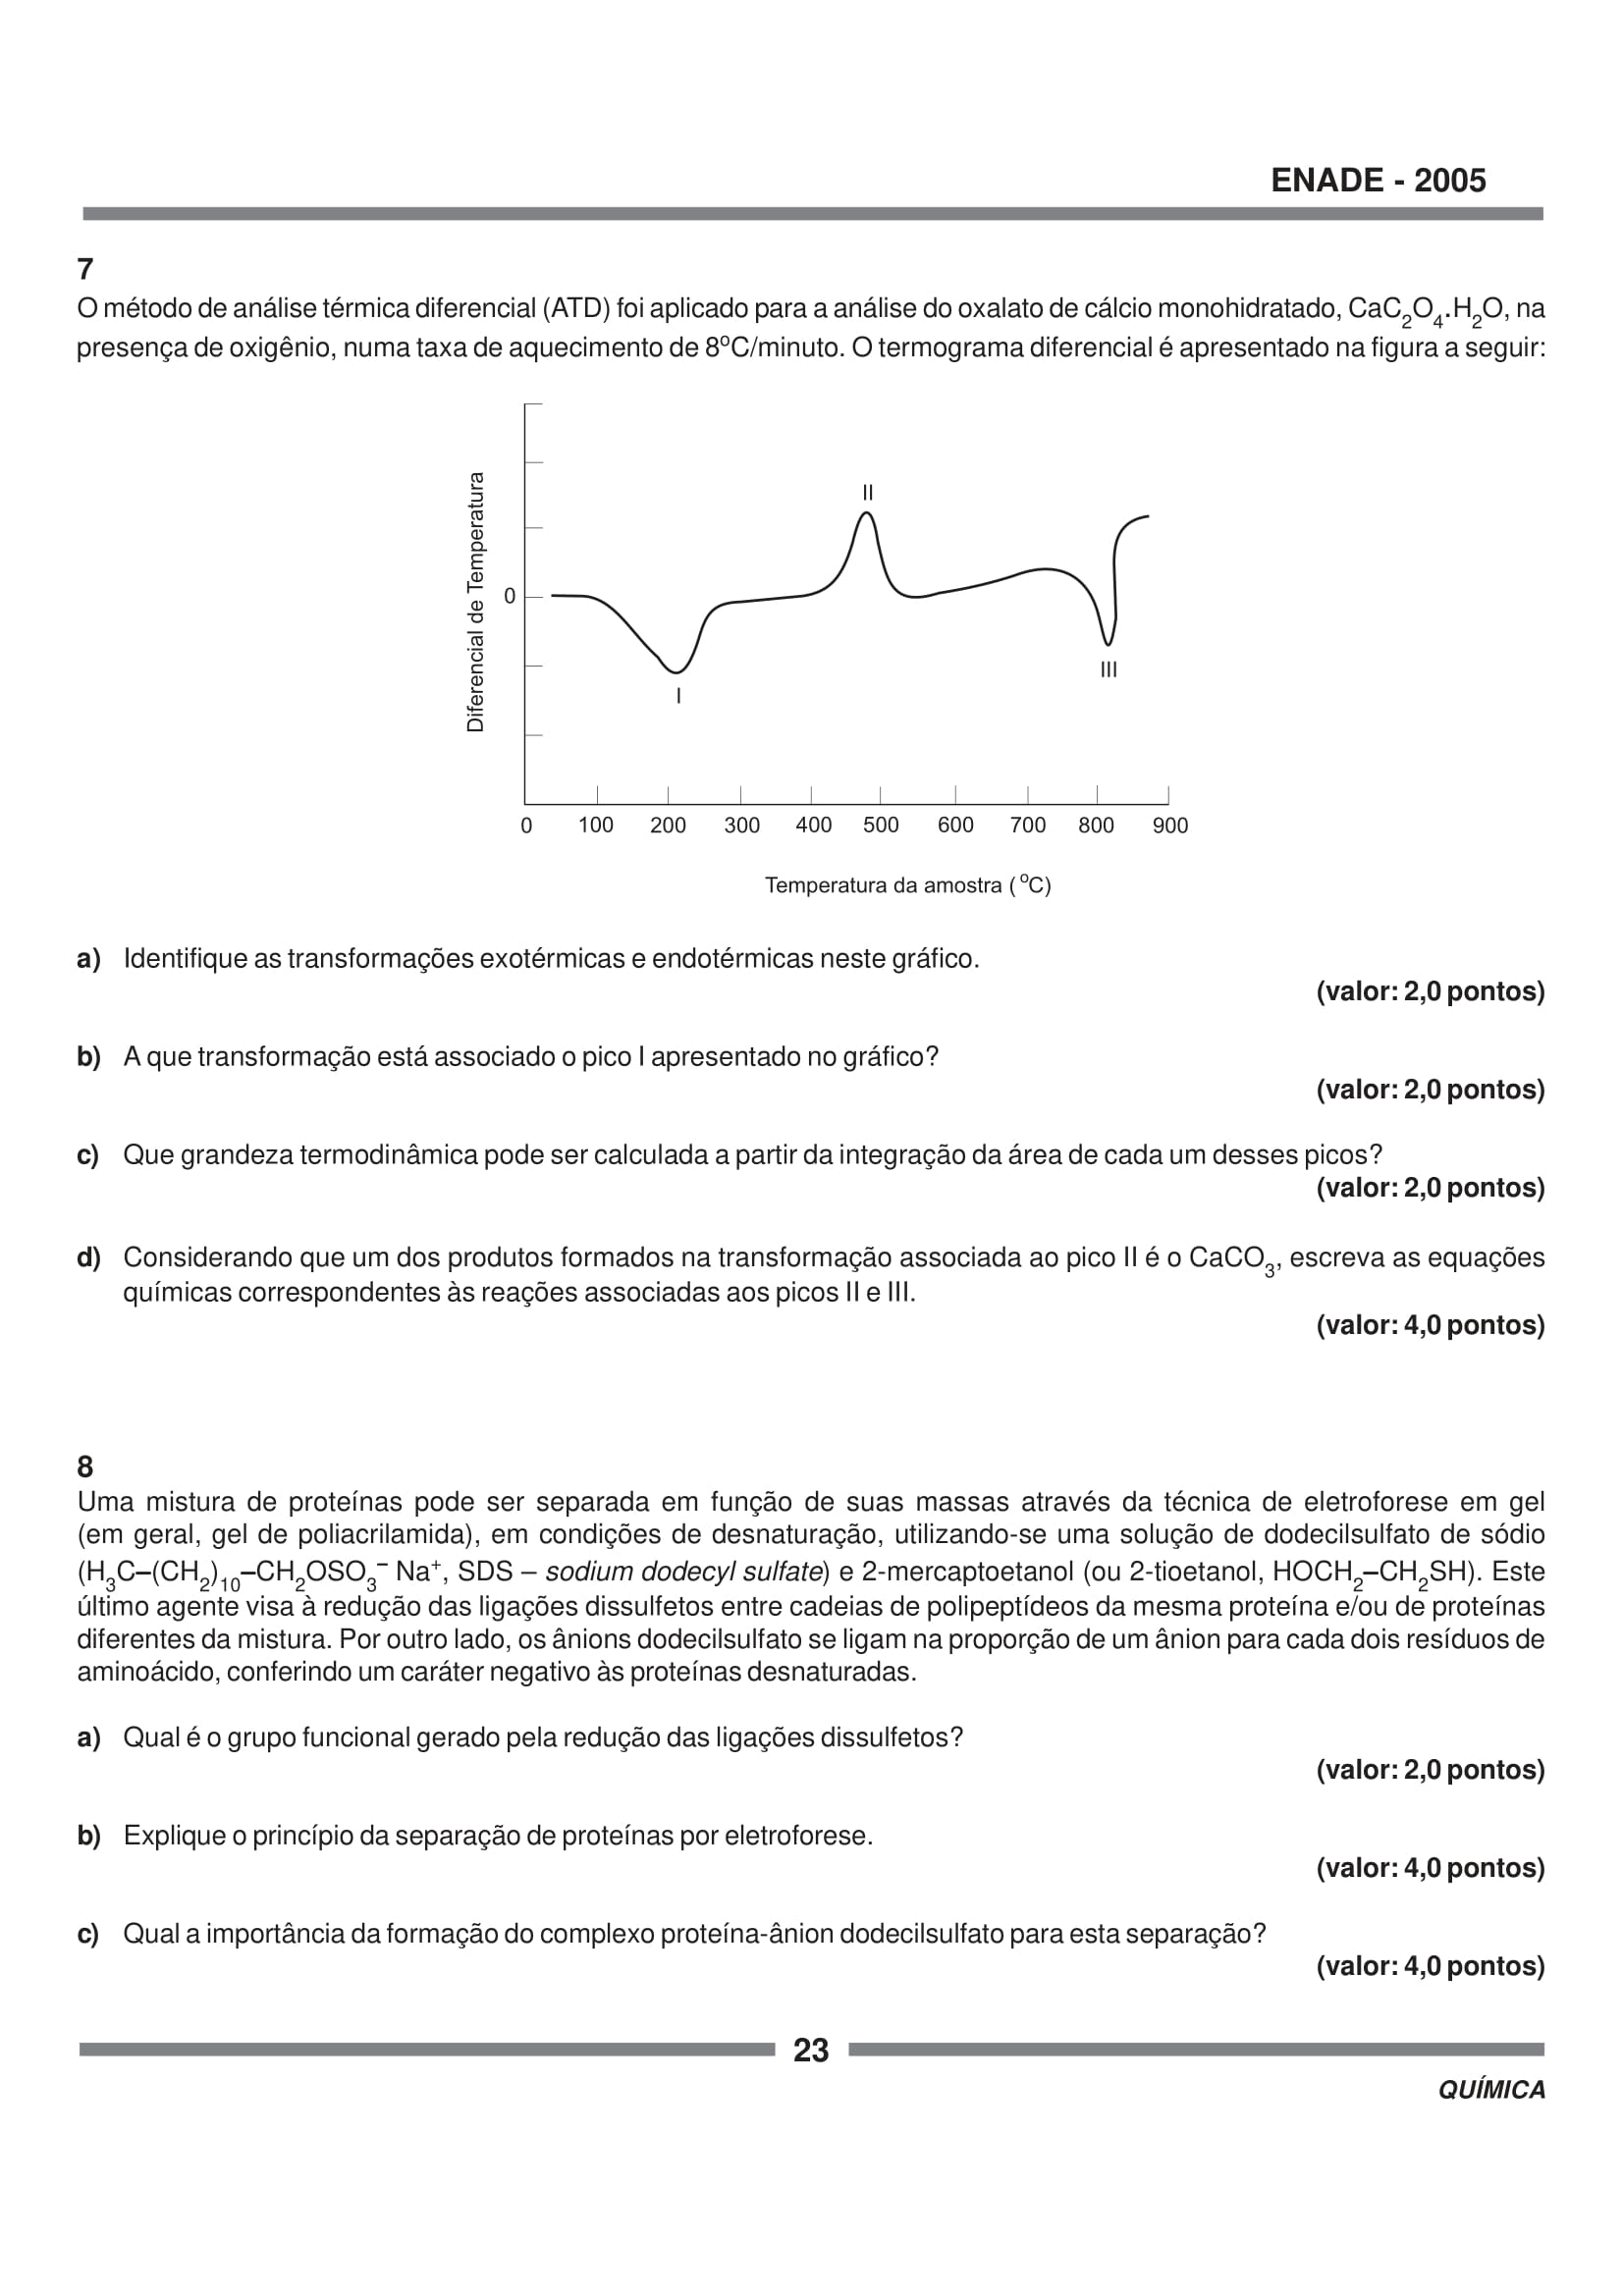 ENADE - 2005
7
O método de análise térmica diferencial (ATD) foi aplicado para a análise do oxalato de cálcio monohidratado, CaC2O4.H2O, na
presença de oxigênio, numa taxa de aquecimento de 8ºC/minuto. O termograma diferencial é apresentado na figura a seguir:
Diferencial de Temperatura
II
0
I
III
0 100 200 300 400 500 600 700 800 900
Temperatura da amostra (ºC)
a) Identifique as transformações exotérmicas e endotérmicas neste gráfico.
(valor: 2,0 pontos)
b) A que transformação está associado o pico I apresentado no gráfico?
(valor: 2,0 pontos)
c) Que grandeza termodinâmica pode ser calculada a partir da integração da área de cada um desses picos?
(valor: 2,0 pontos)
d) Considerando que um dos produtos formados na transformação associada ao pico II é o CaCO3, escreva as equações
químicas correspondentes às reações associadas aos picos II e III.
(valor: 4,0 pontos)
8
Uma mistura de proteínas pode ser separada em função de suas massas através da técnica de eletroforese em gel
(em geral, gel de poliacrilamida), em condições de desnaturação, utilizando-se uma solução de dodecilsulfato de sódio
(H3C–(CH2)10–CH2OSO3– Na+, SDS – sodium dodecyl sulfate) e 2-mercaptoetanol (ou 2-tioetanol, HOCH2–CH2SH). Este
último agente visa à redução das ligações dissulfetos entre cadeias de polipeptídeos da mesma proteína e/ou de proteínas
diferentes da mistura. Por outro lado, os ânions dodecilsulfato se ligam na proporção de um ânion para cada dois resíduos de
aminoácido, conferindo um caráter negativo às proteínas desnaturadas.
a) Qual é o grupo funcional gerado pela redução das ligações dissulfetos?
(valor: 2,0 pontos)
b) Explique o princípio da separação de proteínas por eletroforese.
(valor: 4,0 pontos)
c) Qual a importância da formação do complexo proteína-ânion dodecilsulfato para esta separação?
(valor: 4,0 pontos)
23
QUÍMICA